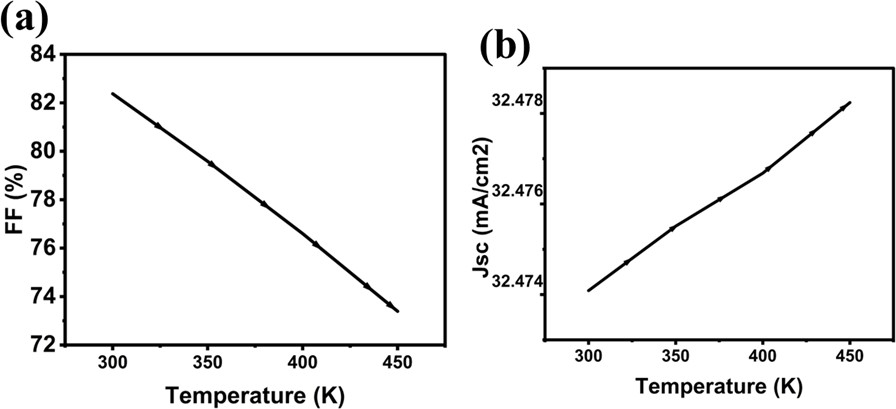 (a)
84
82
80
78
76
74
72
FF (%)
300 350 400 450
Temperature (K)
(b)
32.478
32.476
32.474
Jsc (mA/cm2)
300 350 400 450
Temperature (K)